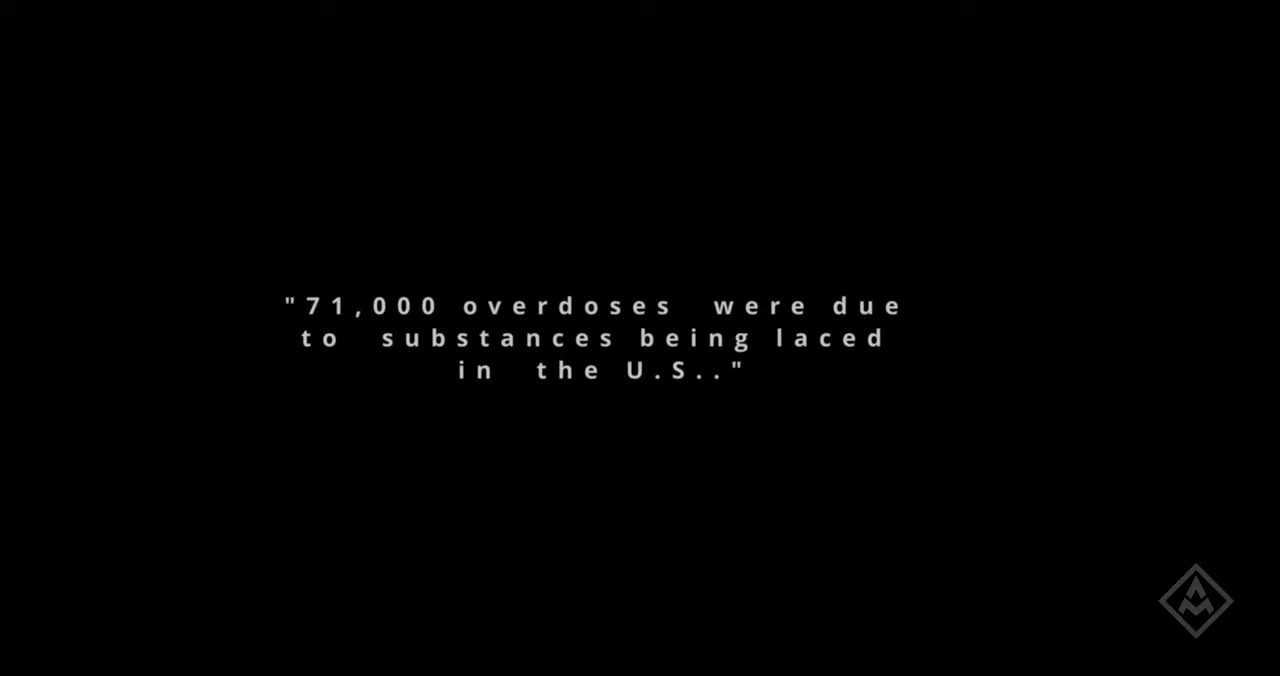 "71,000 overdoses were due
to substances being laced
in the U.S.."